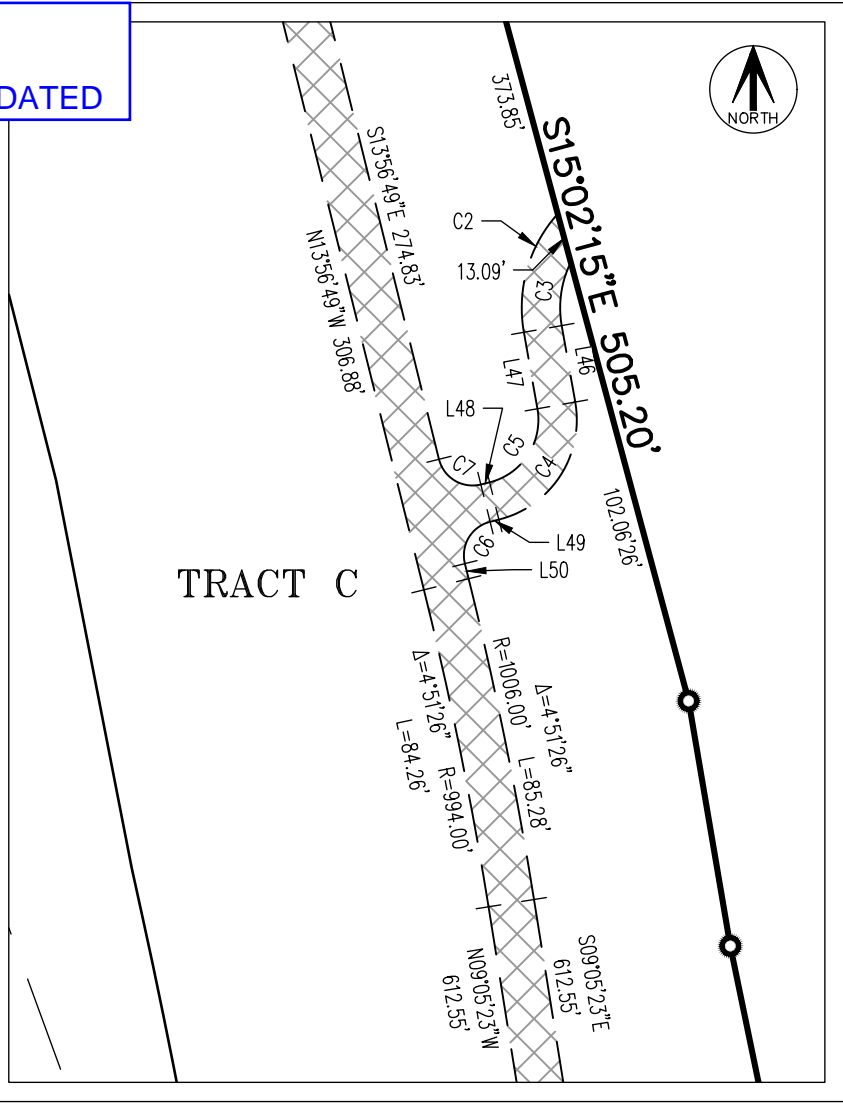 DATED
NORTH
373.85'
S15°02'15"E 505.20'
S13°56'49"E 274.83'
N13°56'49"W 306.88'
C2
13.09'
C3
L46
L47
L48
C5
C4
C7
C6
L49
L50
102.06'26'
TRACT C
R=1006.00'
Δ=4°51'26"
L=85.28'
Δ=4°51'26"
L=84.26'
R=994.00'
S09°05'23"E
612.55'
N09°05'23"W
612.55'